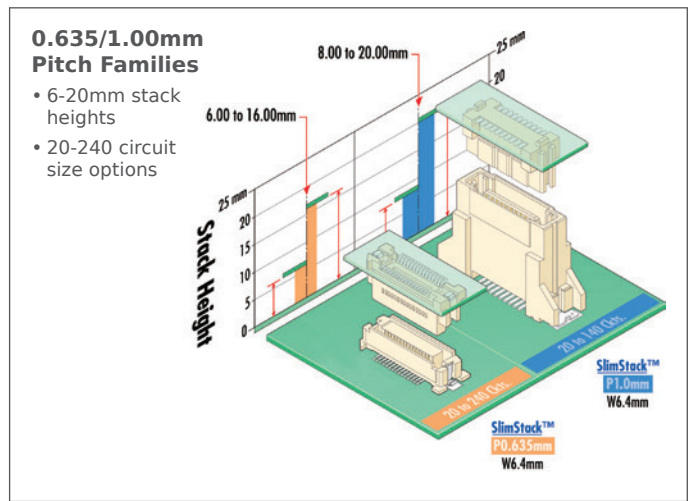 0.635/1.00mm
Pitch Families
• 6-20mm stack
heights
• 20-240 circuit
size options
8.00 to 20.00mm
25 mm
20
6.00 to 16.00mm
25 mm
20
15
10
5
0
Stack Height
20 to 140 Ckts.
20 to 240 Ckts.
SlimStack™
P1.0mm
W6.4mm
SlimStack™
P0.635mm
W6.4mm